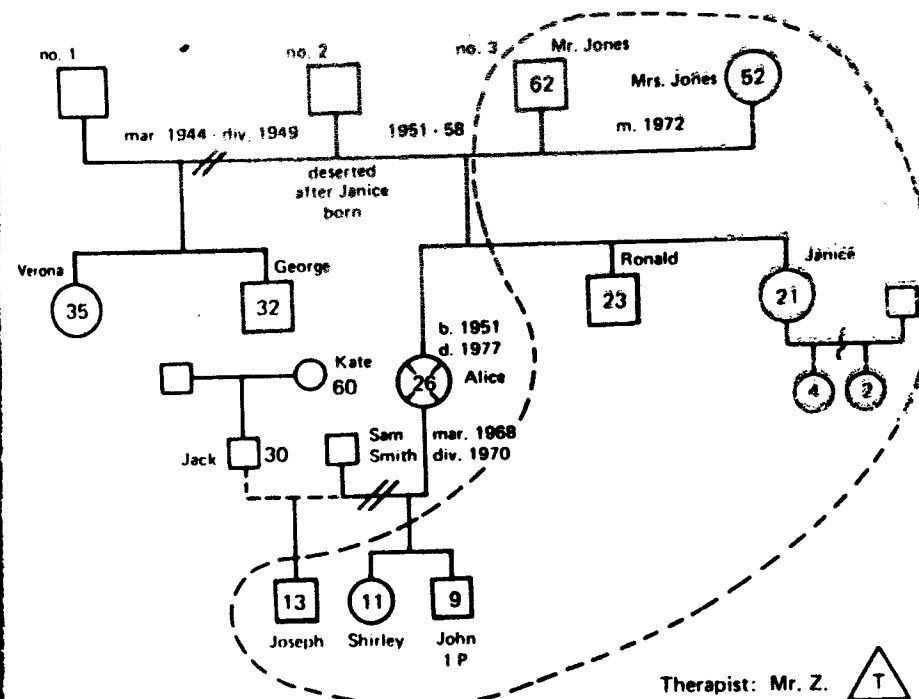 no. 1
no. 2
no. 3
Mr. Jones
62
Mrs. Jones
52
mar. 1944 - div. 1949
1951 - 58
m. 1972
deserted
after Janice
born
Verona
35
George
32
Ronald
23
Janice
21
4
2
b. 1951
d. 1977
26
Alice
Kate
60
Jack
30
Sam
Smith
mar. 1968
div. 1970
13
11
9
Joseph
Shirley
John
1 P
Therapist: Mr. Z.
T